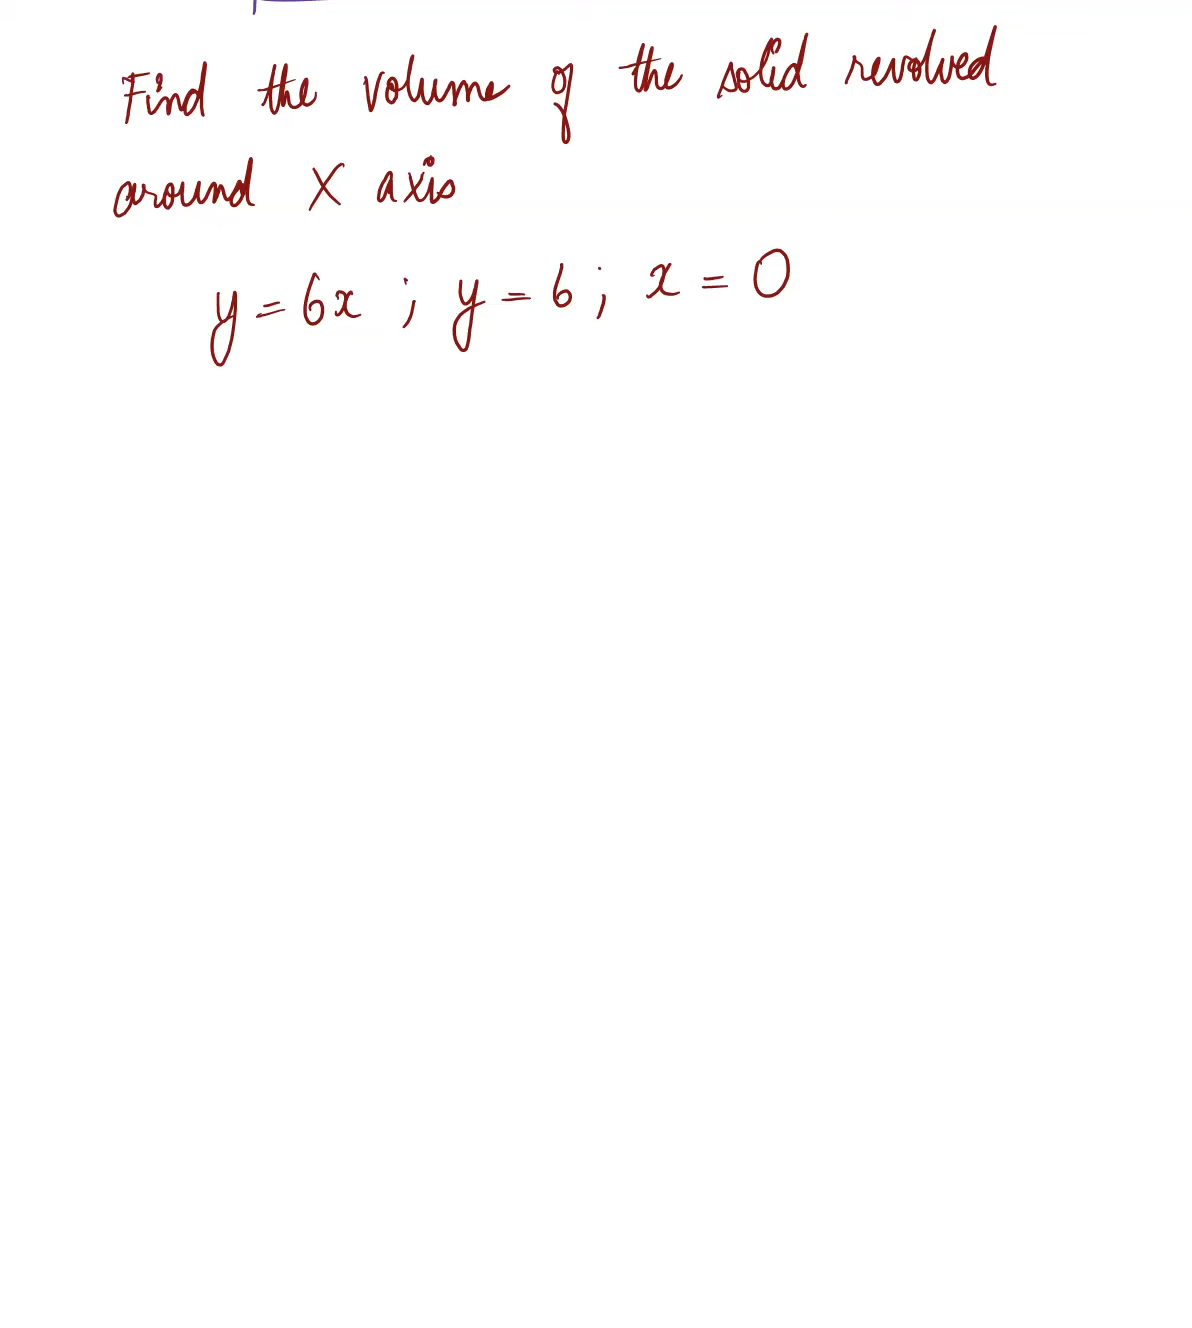 Find the volume of the solid revolved
around X axis
y = 6x ; y = 6 ; x = 0